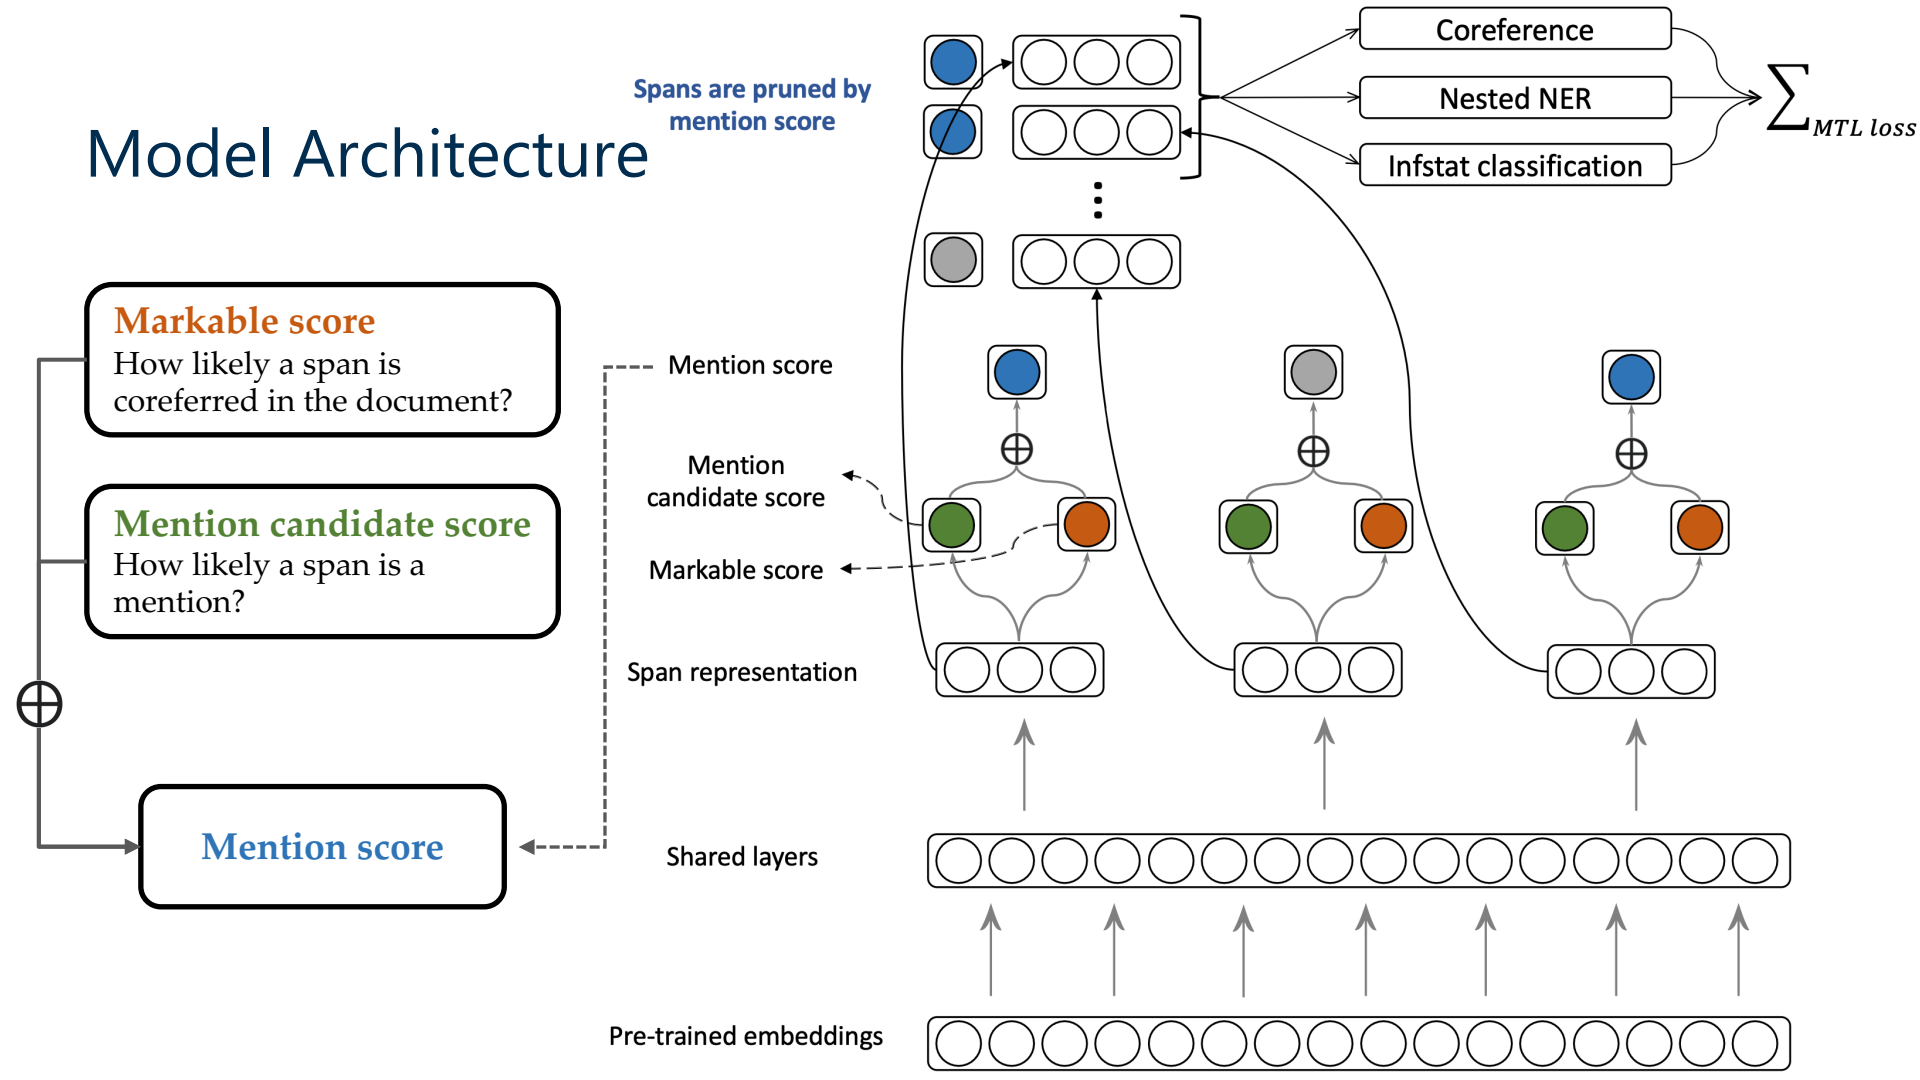 Model Architecture
Markable score
How likely a span is
coreferred in the document?
Mention candidate score
How likely a span is a
mention?
Mention score
Spans are pruned by
mention score
Coreference
Nested NER
Infstat classification
∑MTL loss
Mention score
Mention
candidate score
Markable score
Span representation
Shared layers
Pre-trained embeddings